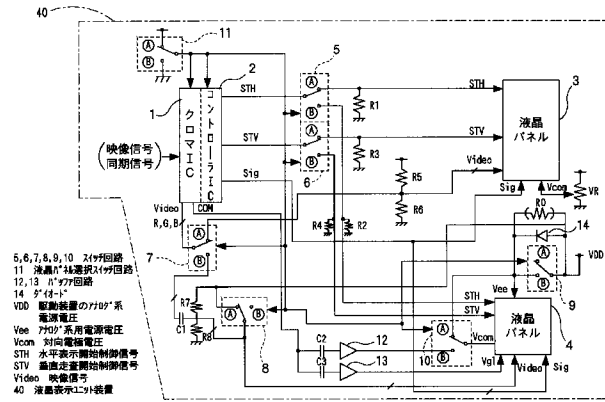 40
11
Ⓐ
Ⓑ
1
2
クロマIC
コントローラIC
(映像信号
同期信号)
STH
STV
Sig
Video
R,G,B
COM
5
Ⓐ
Ⓑ
Ⓐ
Ⓑ
6
R1
R3
R5
R6
R4
R2
STH
STV
Video
Sig
Vcom
液晶
パネル
3
VR
R0
14
Ⓐ
Ⓑ
9
VDD
Vee
7
Ⓐ
Ⓑ
C1
R7
R8
Ⓐ
Ⓑ
8
C2
C3
12
13
10
Ⓐ
Ⓑ
Vcom
STH
STV
液晶
パネル
4
Vgl
Video
Sig
5,6,7,8,9,10 スイッチ回路
11 液晶パネル選択スイッチ回路
12,13 バッファ回路
14 ダイオード
VDD 駆動装置のアナログ系
電源電圧
Vee アナログ系用電源電圧
Vcom 対向電極電圧
STH 水平表示開始制御信号
STV 垂直走査開始制御信号
Video 映像信号
40 液晶表示ユニット装置